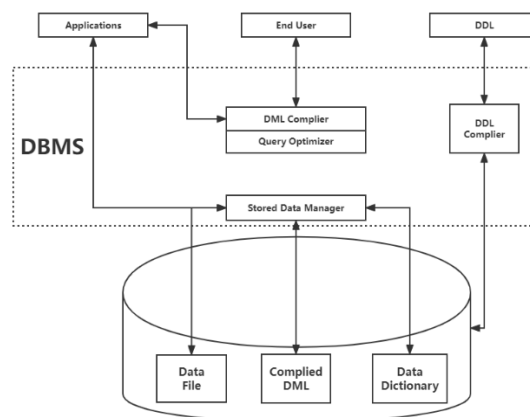 Applications
End User
DDL
DBMS
DML Complier
Query Optimizer
DDL
Complier
Stored Data Manager
Data
File
Complied
DML
Data
Dictionary